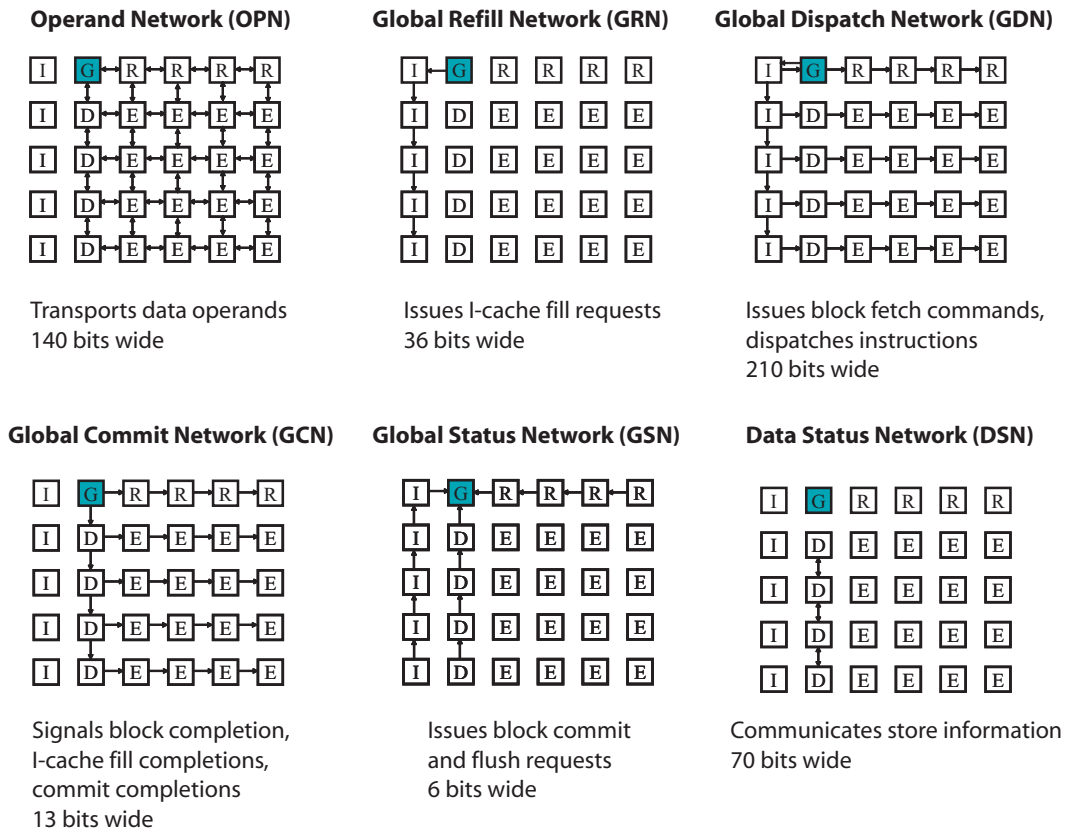 Operand Network (OPN)
Global Refill Network (GRN)
Global Dispatch Network (GDN)
I G R R R R
I D E E E E
I D E E E E
I D E E E E
I D E E E E
I G R R R R
I D E E E E
I D E E E E
I D E E E E
I D E E E E
I G R R R R
I D E E E E
I D E E E E
I D E E E E
I D E E E E
Transports data operands
140 bits wide
Issues I-cache fill requests
36 bits wide
Issues block fetch commands,
dispatches instructions
210 bits wide
Global Commit Network (GCN)
Global Status Network (GSN)
Data Status Network (DSN)
I G R R R R
I D E E E E
I D E E E E
I D E E E E
I D E E E E
I G R R R R
I D E E E E
I D E E E E
I D E E E E
I D E E E E
I G R R R R
I D E E E E
I D E E E E
I D E E E E
I D E E E E
Signals block completion,
I-cache fill completions,
commit completions
13 bits wide
Issues block commit
and flush requests
6 bits wide
Communicates store information
70 bits wide